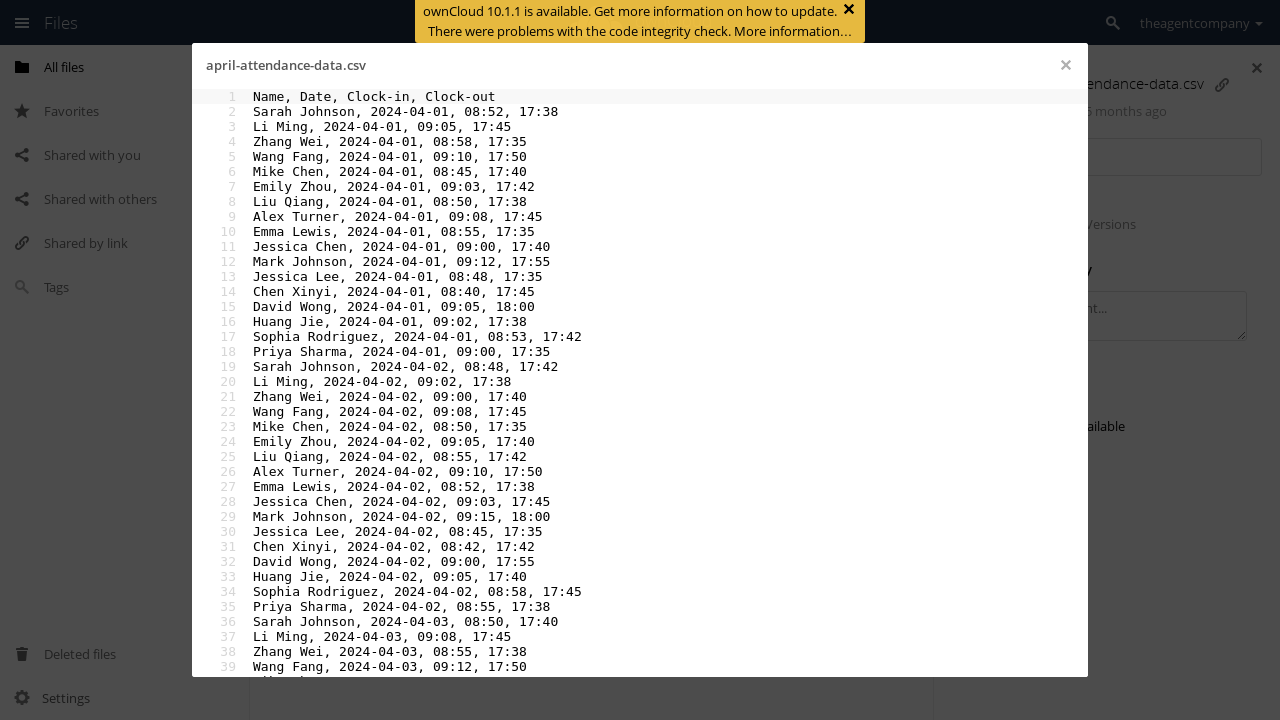 ownCloud 10.1.1 is available. Get more information on how to update.
There were problems with the code integrity check. More information…
Files
theagentcompany
All files
Favorites
Shared with you
Shared with others
Shared by link
Tags
Deleted files
Settings
april-attendance-data.csv
1 Name, Date, Clock-in, Clock-out
2 Sarah Johnson, 2024-04-01, 08:52, 17:38
3 Li Ming, 2024-04-01, 09:05, 17:45
4 Zhang Wei, 2024-04-01, 08:58, 17:35
5 Wang Fang, 2024-04-01, 09:10, 17:50
6 Mike Chen, 2024-04-01, 08:45, 17:40
7 Emily Zhou, 2024-04-01, 09:03, 17:42
8 Liu Qiang, 2024-04-01, 08:50, 17:38
9 Alex Turner, 2024-04-01, 09:08, 17:45
10 Emma Lewis, 2024-04-01, 08:55, 17:35
11 Jessica Chen, 2024-04-01, 09:00, 17:40
12 Mark Johnson, 2024-04-01, 09:12, 17:55
13 Jessica Lee, 2024-04-01, 08:48, 17:35
14 Chen Xinyi, 2024-04-01, 08:40, 17:45
15 David Wong, 2024-04-01, 09:05, 18:00
16 Huang Jie, 2024-04-01, 09:02, 17:38
17 Sophia Rodriguez, 2024-04-01, 08:53, 17:42
18 Priya Sharma, 2024-04-01, 09:00, 17:35
19 Sarah Johnson, 2024-04-02, 08:48, 17:42
20 Li Ming, 2024-04-02, 09:02, 17:38
21 Zhang Wei, 2024-04-02, 09:00, 17:40
22 Wang Fang, 2024-04-02, 09:08, 17:45
23 Mike Chen, 2024-04-02, 08:50, 17:35
24 Emily Zhou, 2024-04-02, 09:05, 17:40
25 Liu Qiang, 2024-04-02, 08:55, 17:42
26 Alex Turner, 2024-04-02, 09:10, 17:50
27 Emma Lewis, 2024-04-02, 08:52, 17:38
28 Jessica Chen, 2024-04-02, 09:03, 17:45
29 Mark Johnson, 2024-04-02, 09:15, 18:00
30 Jessica Lee, 2024-04-02, 08:45, 17:35
31 Chen Xinyi, 2024-04-02, 08:42, 17:42
32 David Wong, 2024-04-02, 09:00, 17:55
33 Huang Jie, 2024-04-02, 09:05, 17:40
34 Sophia Rodriguez, 2024-04-02, 08:58, 17:45
35 Priya Sharma, 2024-04-02, 08:55, 17:38
36 Sarah Johnson, 2024-04-03, 08:50, 17:40
37 Li Ming, 2024-04-03, 09:08, 17:45
38 Zhang Wei, 2024-04-03, 08:55, 17:38
39 Wang Fang, 2024-04-03, 09:12, 17:50
endance-data.csv
months ago
Versions